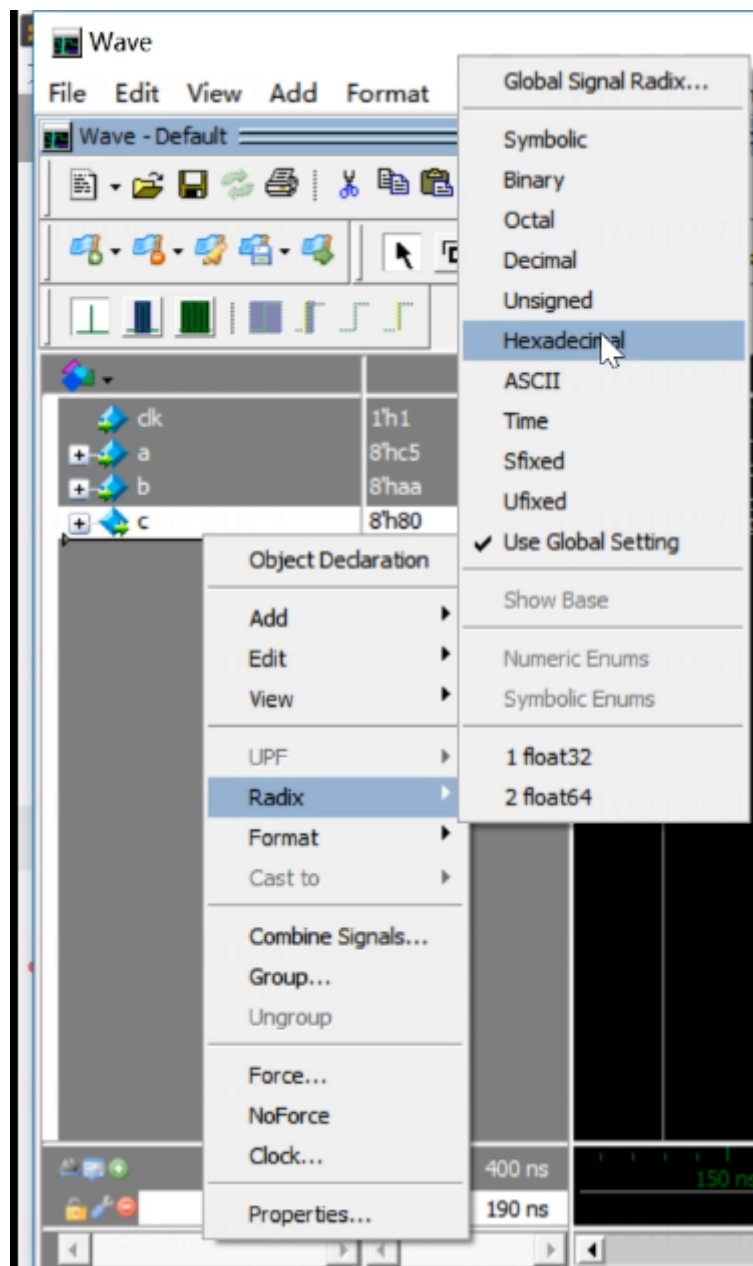 Wave
File Edit View Add Format
Wave - Default
Global Signal Radix...
Symbolic
Binary
Octal
Decimal
Unsigned
Hexadecimal
ASCII
Time
Sfixed
Ufixed
Use Global Setting
Show Base
Numeric Enums
Symbolic Enums
1 float32
2 float64
clk 1'h1
a 8'hc5
b 8'haa
c 8'h80
Object Declaration
Add
Edit
View
UPF
Radix
Format
Cast to
Combine Signals...
Group...
Ungroup
Force...
NoForce
Clock...
Properties...
400 ns
150 ns
190 ns